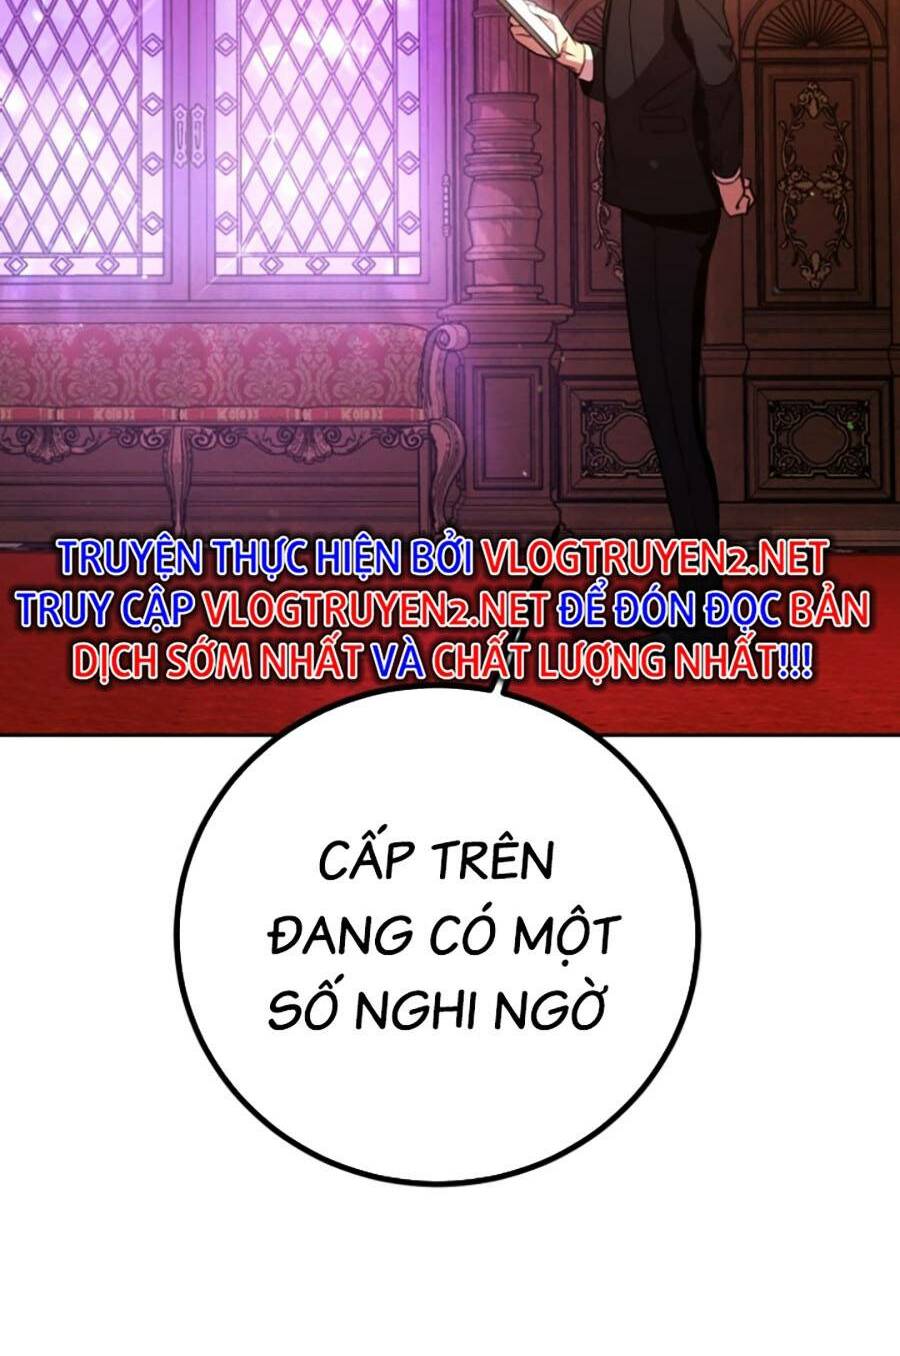 TRUYỆN THỰC HIỆN BỞI VLOGTRUYEN2.NET
TRUY CẬP VLOGTRUYEN2.NET ĐỂ ĐÓN ĐỌC BẢN
DỊCH SỚM NHẤT VÀ CHẤT LƯỢNG NHẤT!!!
CẤP TRÊN
ĐANG CÓ MỘT
SỐ NGHI NGỜ